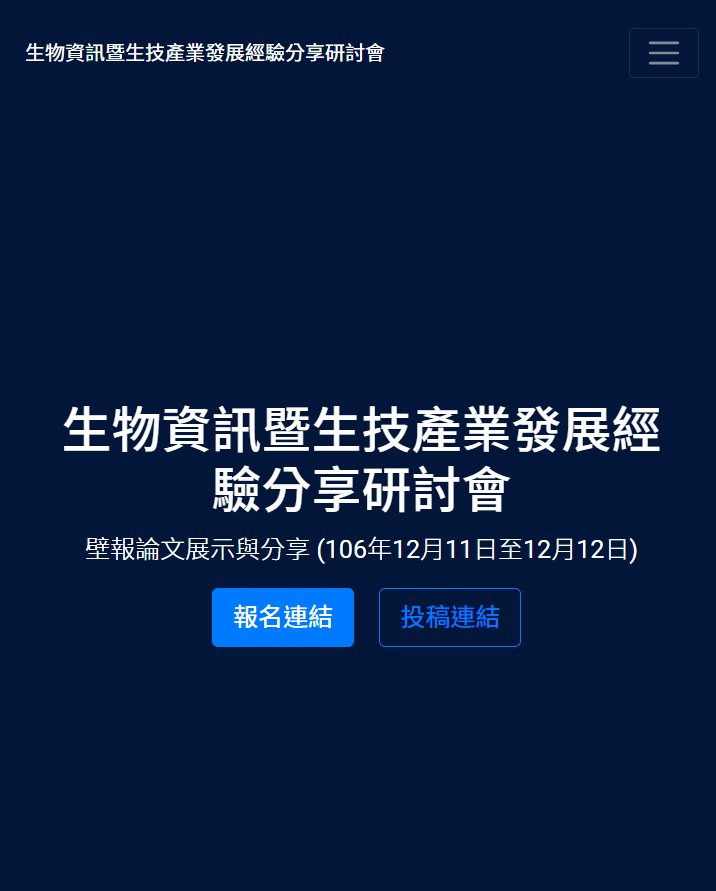 生物資訊暨生技產業發展經驗分享研討會
生物資訊暨生技產業發展經
驗分享研討會
壁報論文展示與分享 (106年12月11日至12月12日)
報名連結
投稿連結